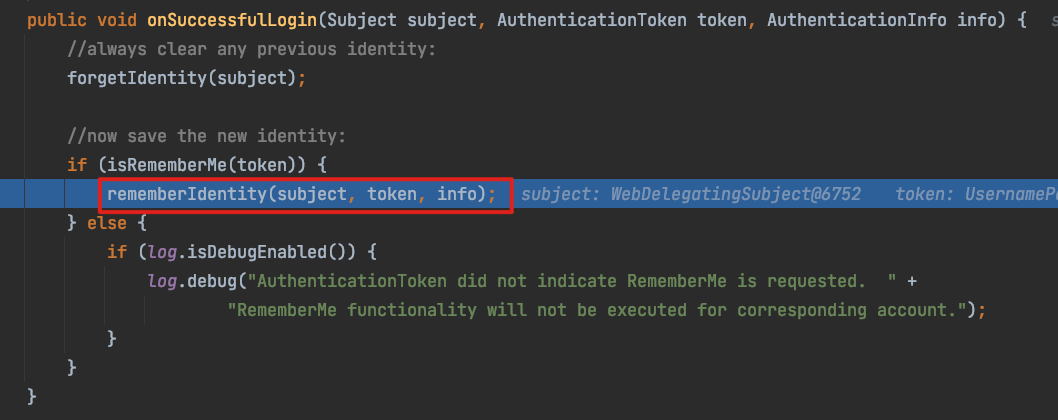 public void onSuccessfulLogin(Subject subject, AuthenticationToken token, AuthenticationInfo info) {
//always clear any previous identity:
forgetIdentity(subject);
//now save the new identity:
if (isRememberMe(token)) {
rememberIdentity(subject, token, info); subject: WebDelegatingSubject@6752 token:
} else {
if (log.isDebugEnabled()) {
log.debug("AuthenticationToken did not indicate RememberMe is requested.  " +
"RememberMe functionality will not be executed for corresponding account.");
}
}
}